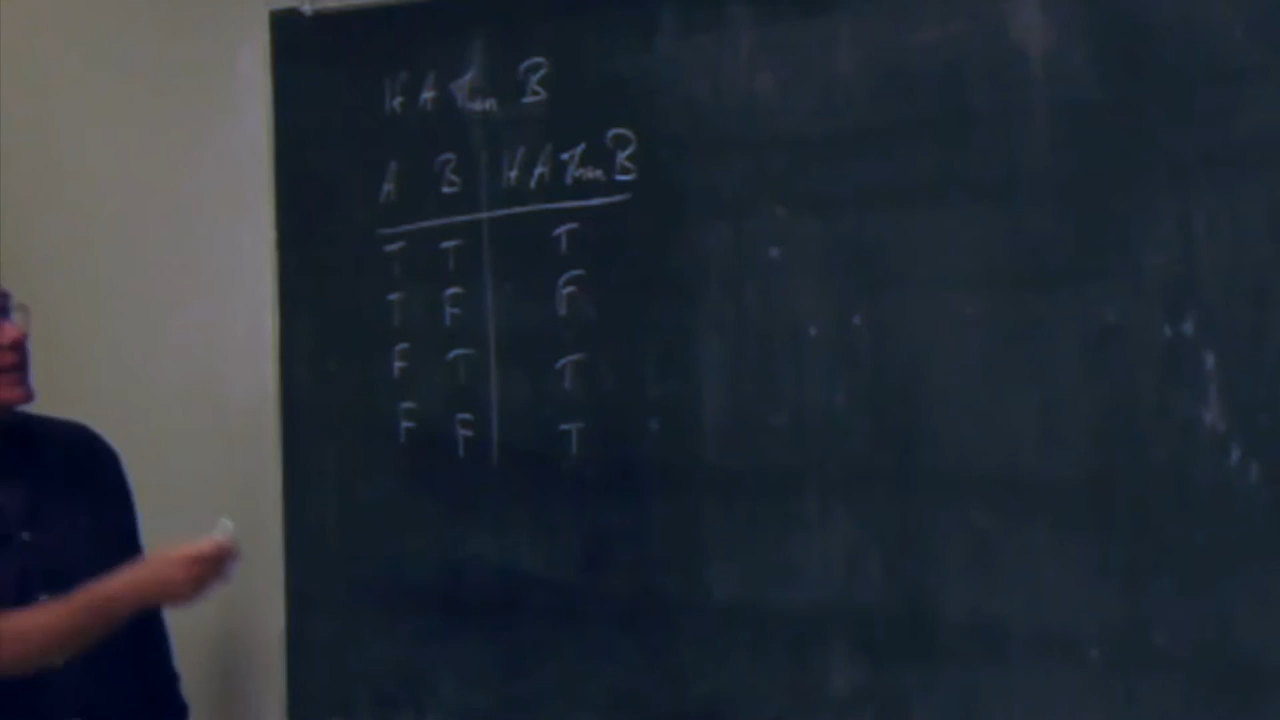 If A Then B
A B If A Then B
T T T
T F F
F T T
F F T